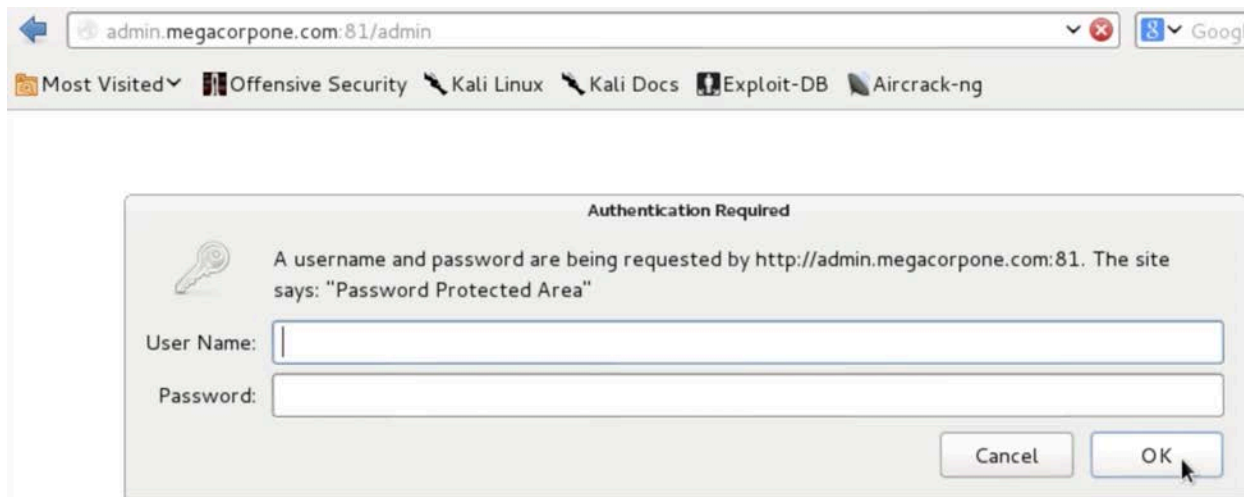 admin.megacorpone.com:81/admin 8 Goog
Most Visited Offensive Security Kali Linux Kali Docs Exploit-DB Aircrack-ng
Authentication Required
A username and password are being requested by http://admin.megacorpone.com:81. The site
says: "Password Protected Area"
User Name:
Password:
Cancel OK